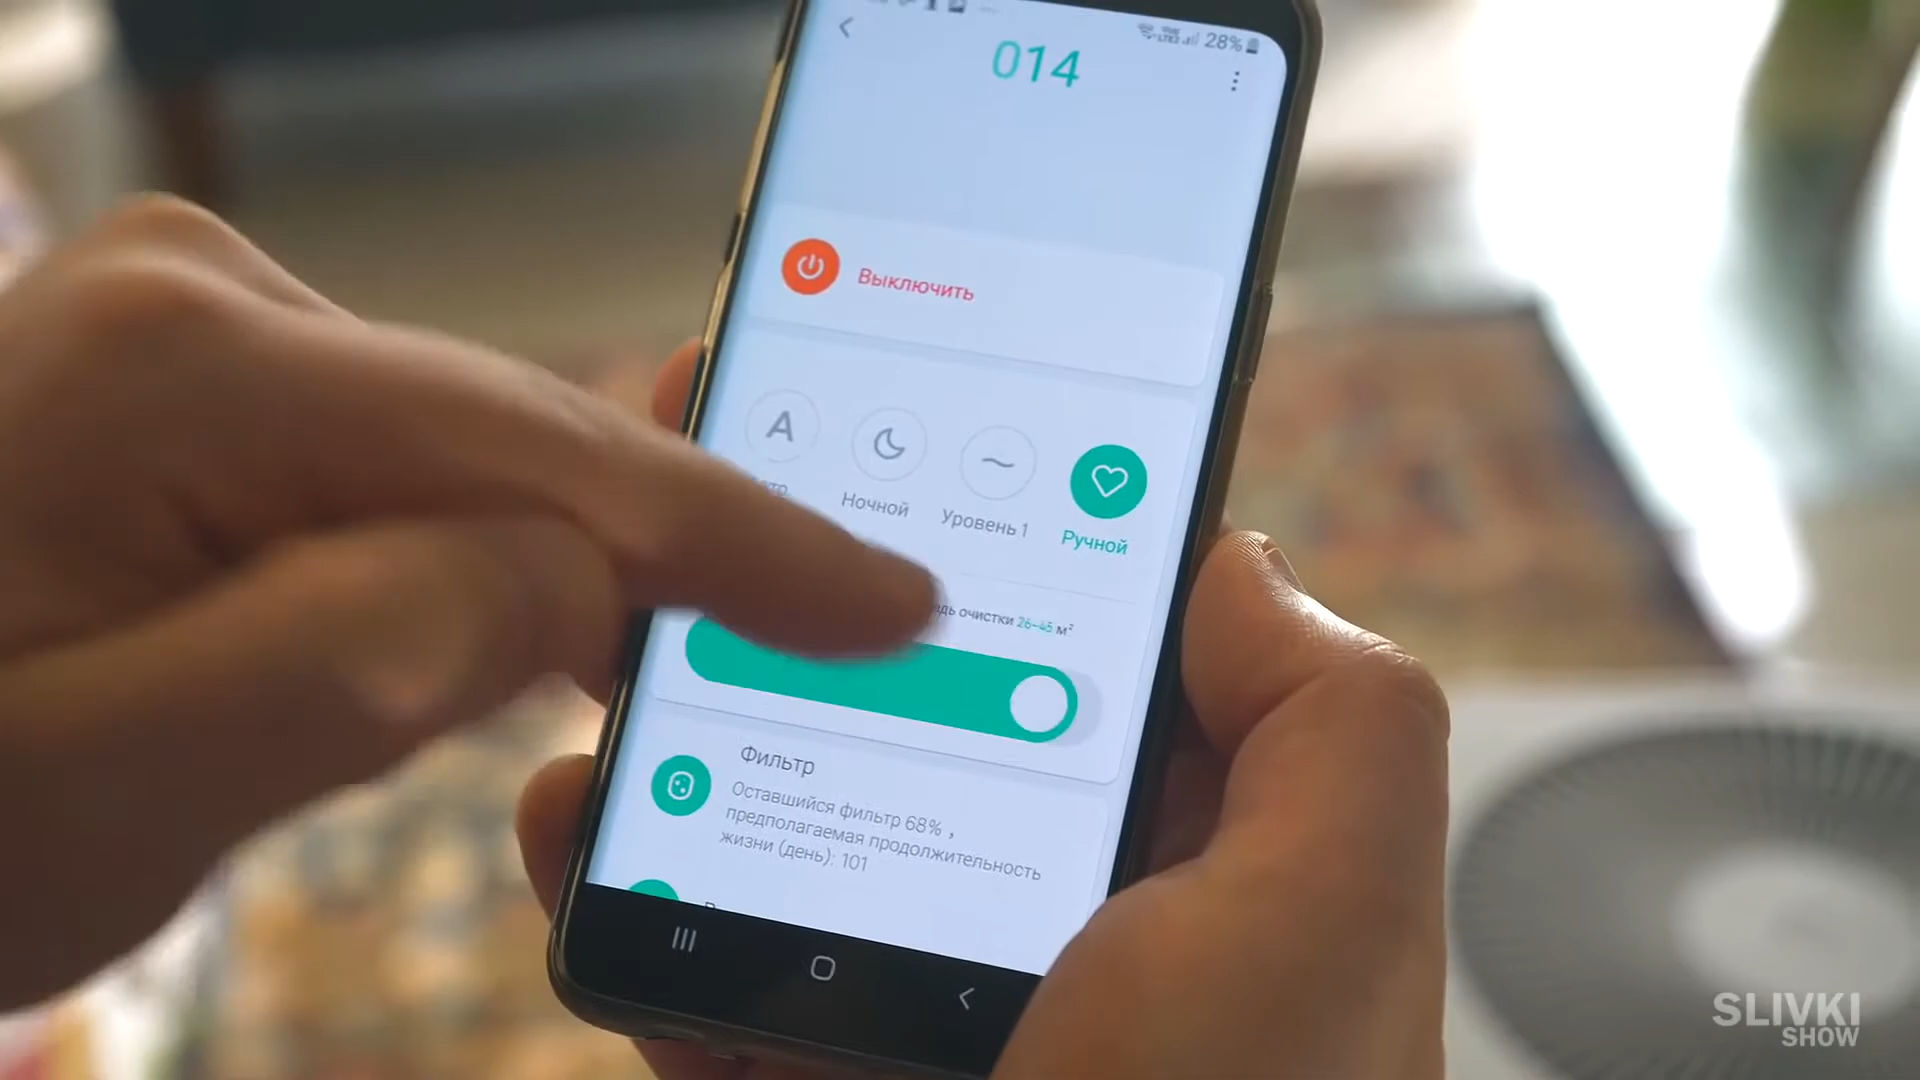 28%
014
Выключить
Ночной
Уровень 1
Ручной
очистки 26-45 м²
Фильтр
Оставшийся фильтр 68% ,
предполагаемая продолжительность
жизни (день): 101
SLIVKI
SHOW